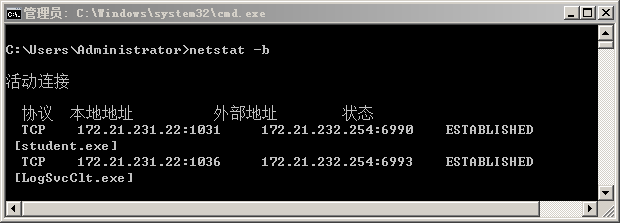 管理员: C:\Windows\system32\cmd.exe
C:\Users\Administrator>netstat -b
活动连接
协议 本地地址 外部地址 状态
TCP 172.21.231.22:1031 172.21.232.254:6990 ESTABLISHED
[student.exe]
TCP 172.21.231.22:1036 172.21.232.254:6993 ESTABLISHED
[LogSvcClt.exe]